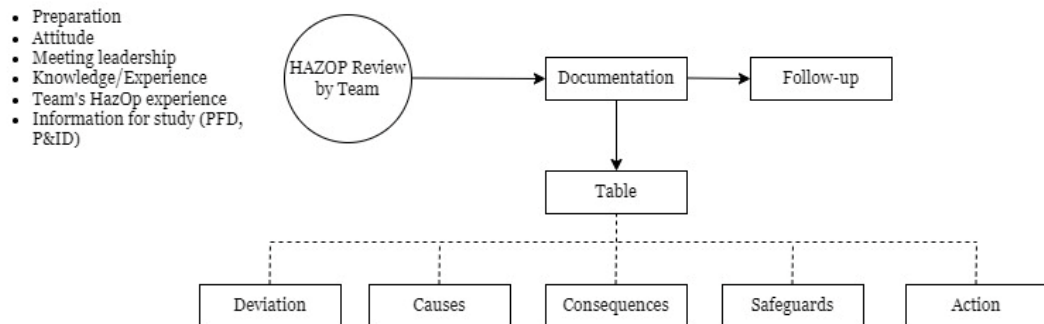 Preparation
Attitude
Meeting leadership
Knowledge/Experience
Team's HazOp experience
Information for study (PFD,
P&ID)
HAZOP Review
by Team
Documentation
Follow-up
Table
Deviation
Causes
Consequences
Safeguards
Action